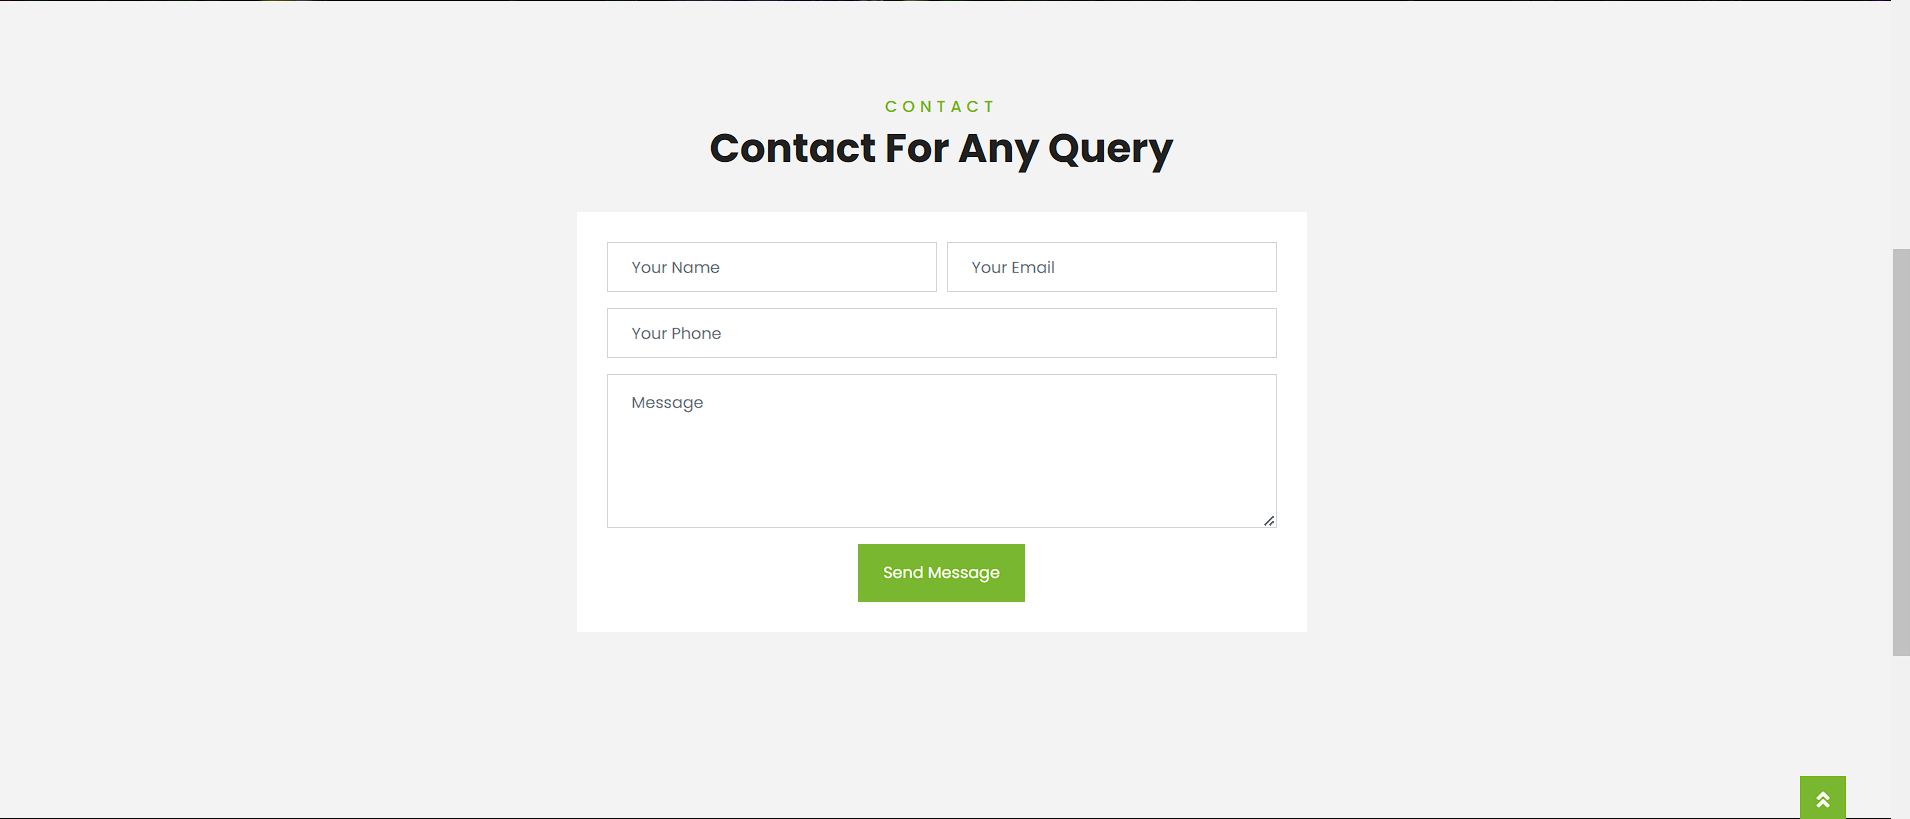 CONTACT
Contact For Any Query
Your Name
Your Email
Your Phone
Message
Send Message